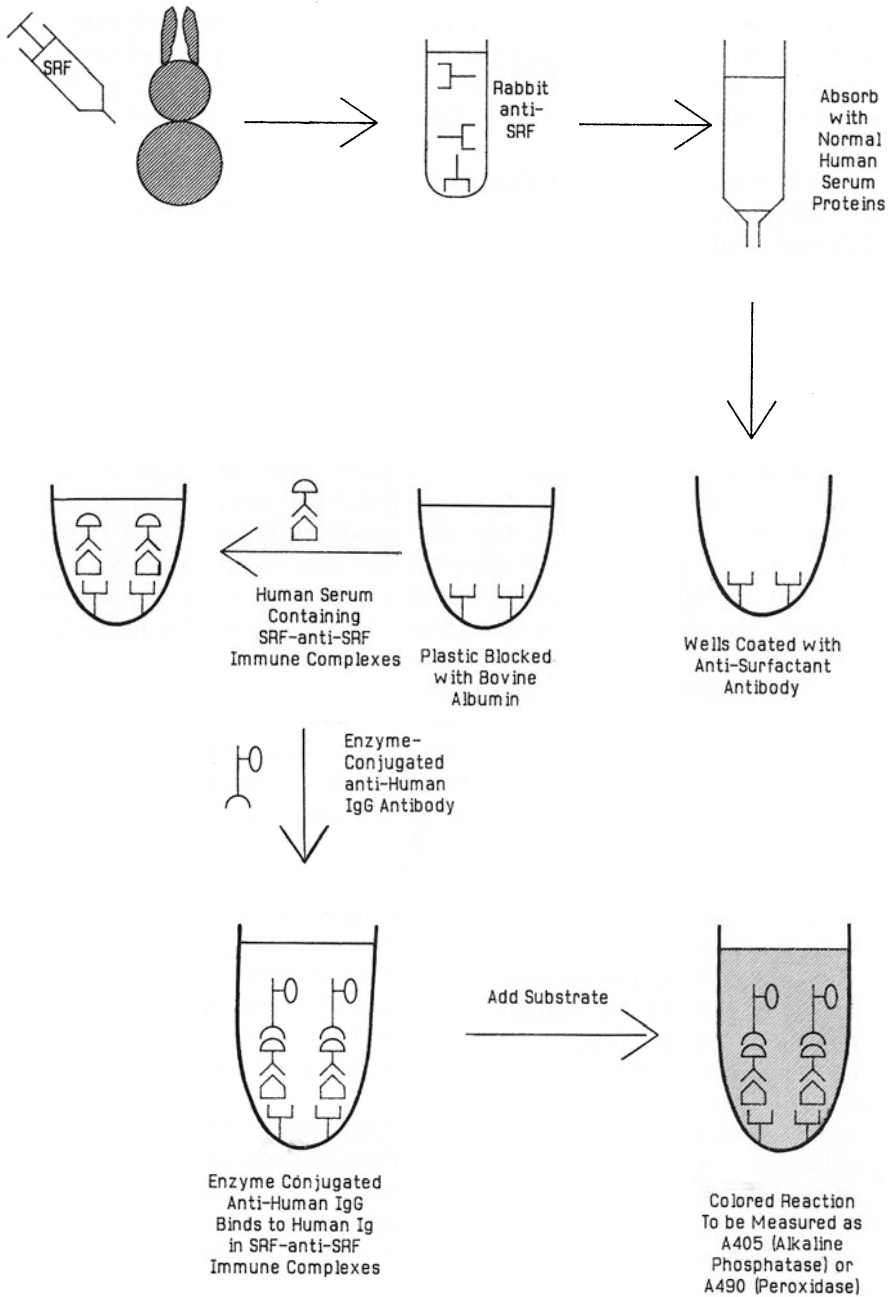 SRF
Rabbit
anti-
SRF
Absorb
with
Normal
Human
Serum
Proteins
Human Serum
Containing
SRF-anti-SRF
Immune Complexes
Plastic Blocked
with Bovine
Albumin
Wells Coated with
Anti-Surfactant
Antibody
Enzyme-
Conjugated
anti-Human
IgG Antibody
Add Substrate
Enzyme Conjugated
Anti-Human IgG
Binds to Human Ig
in SRF-anti-SRF
Immune Complexes
Colored Reaction
To be Measured as
A405 (Alkaline
Phosphatase) or
A490 (Peroxidase)